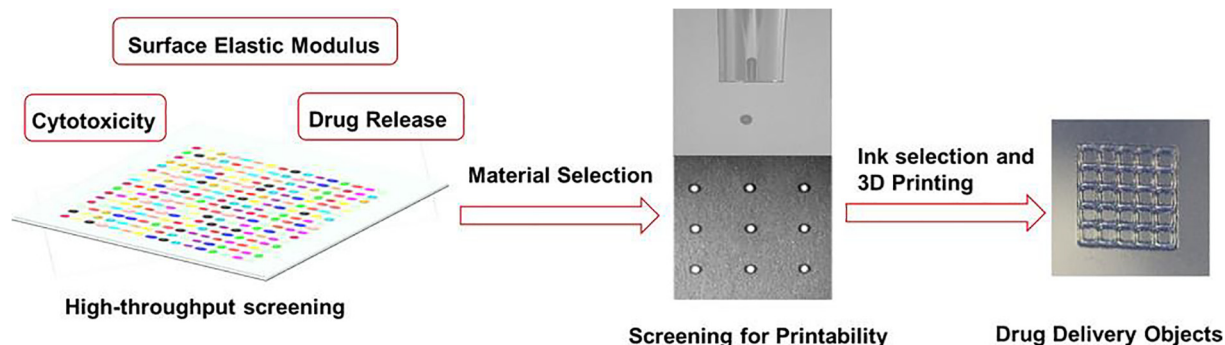 Surface Elastic Modulus
Cytotoxicity
Drug Release
High-throughput screening
Material Selection
Screening for Printability
Ink selection and
3D Printing
Drug Delivery Objects